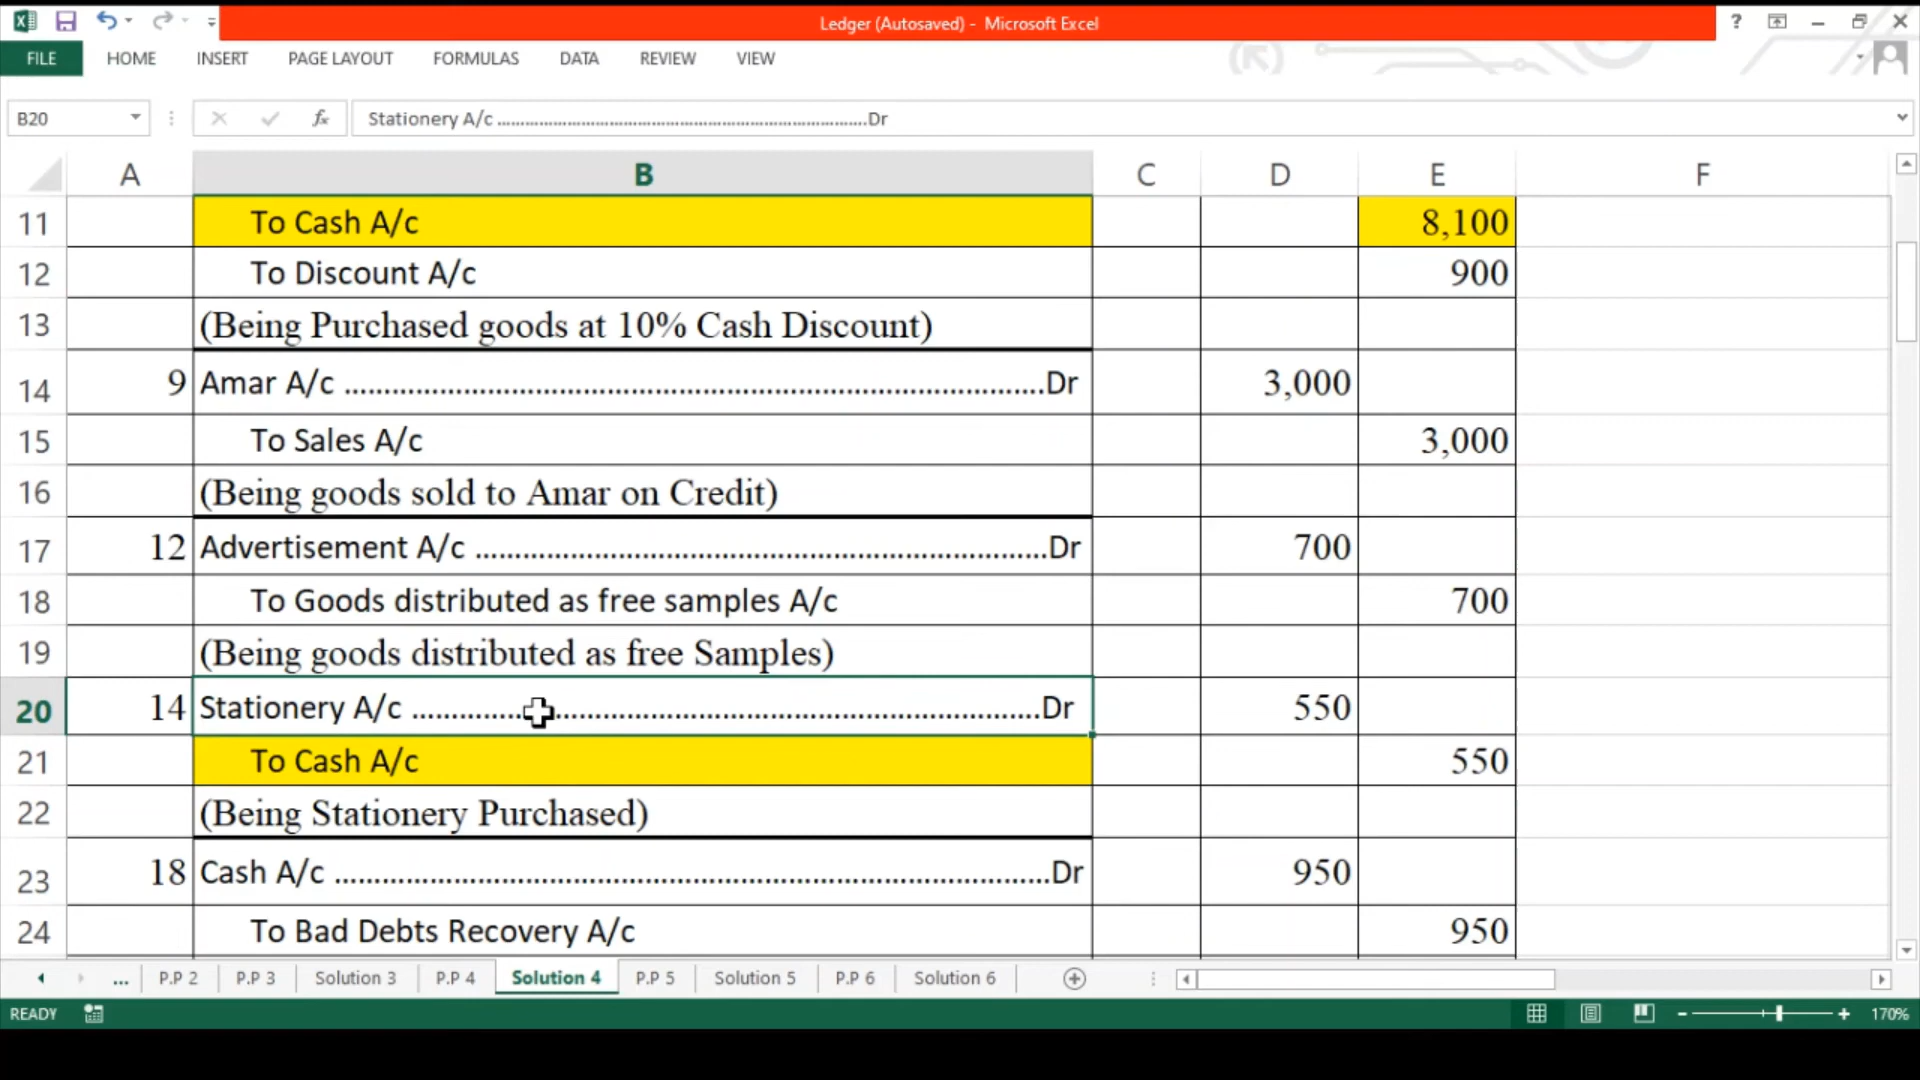 Ledger (Autosaved) - Microsoft Excel
FILE HOME INSERT PAGE LAYOUT FORMULAS DATA REVIEW VIEW
B20 fx Stationery A/c ……………………………………………………………………………….Dr
A B C D E F
11 To Cash A/c 8,100
12 To Discount A/c 900
13 (Being Purchased goods at 10% Cash Discount)
14 9 Amar A/c ……………………………………………………………………………Dr 3,000
15 To Sales A/c 3,000
16 (Being goods sold to Amar on Credit)
17 12 Advertisement A/c ………………………………………………………………Dr 700
18 To Goods distributed as free samples A/c 700
19 (Being goods distributed as free Samples)
20 14 Stationery A/c ……………………………………………………………………Dr 550
21 To Cash A/c 550
22 (Being Stationery Purchased)
23 18 Cash A/c ………………………………………………………………………………Dr 950
24 To Bad Debts Recovery A/c 950
... P.P 2 P.P 3 Solution 3 P.P 4 Solution 4 P.P 5 Solution 5 P.P 6 Solution 6
READY 170%